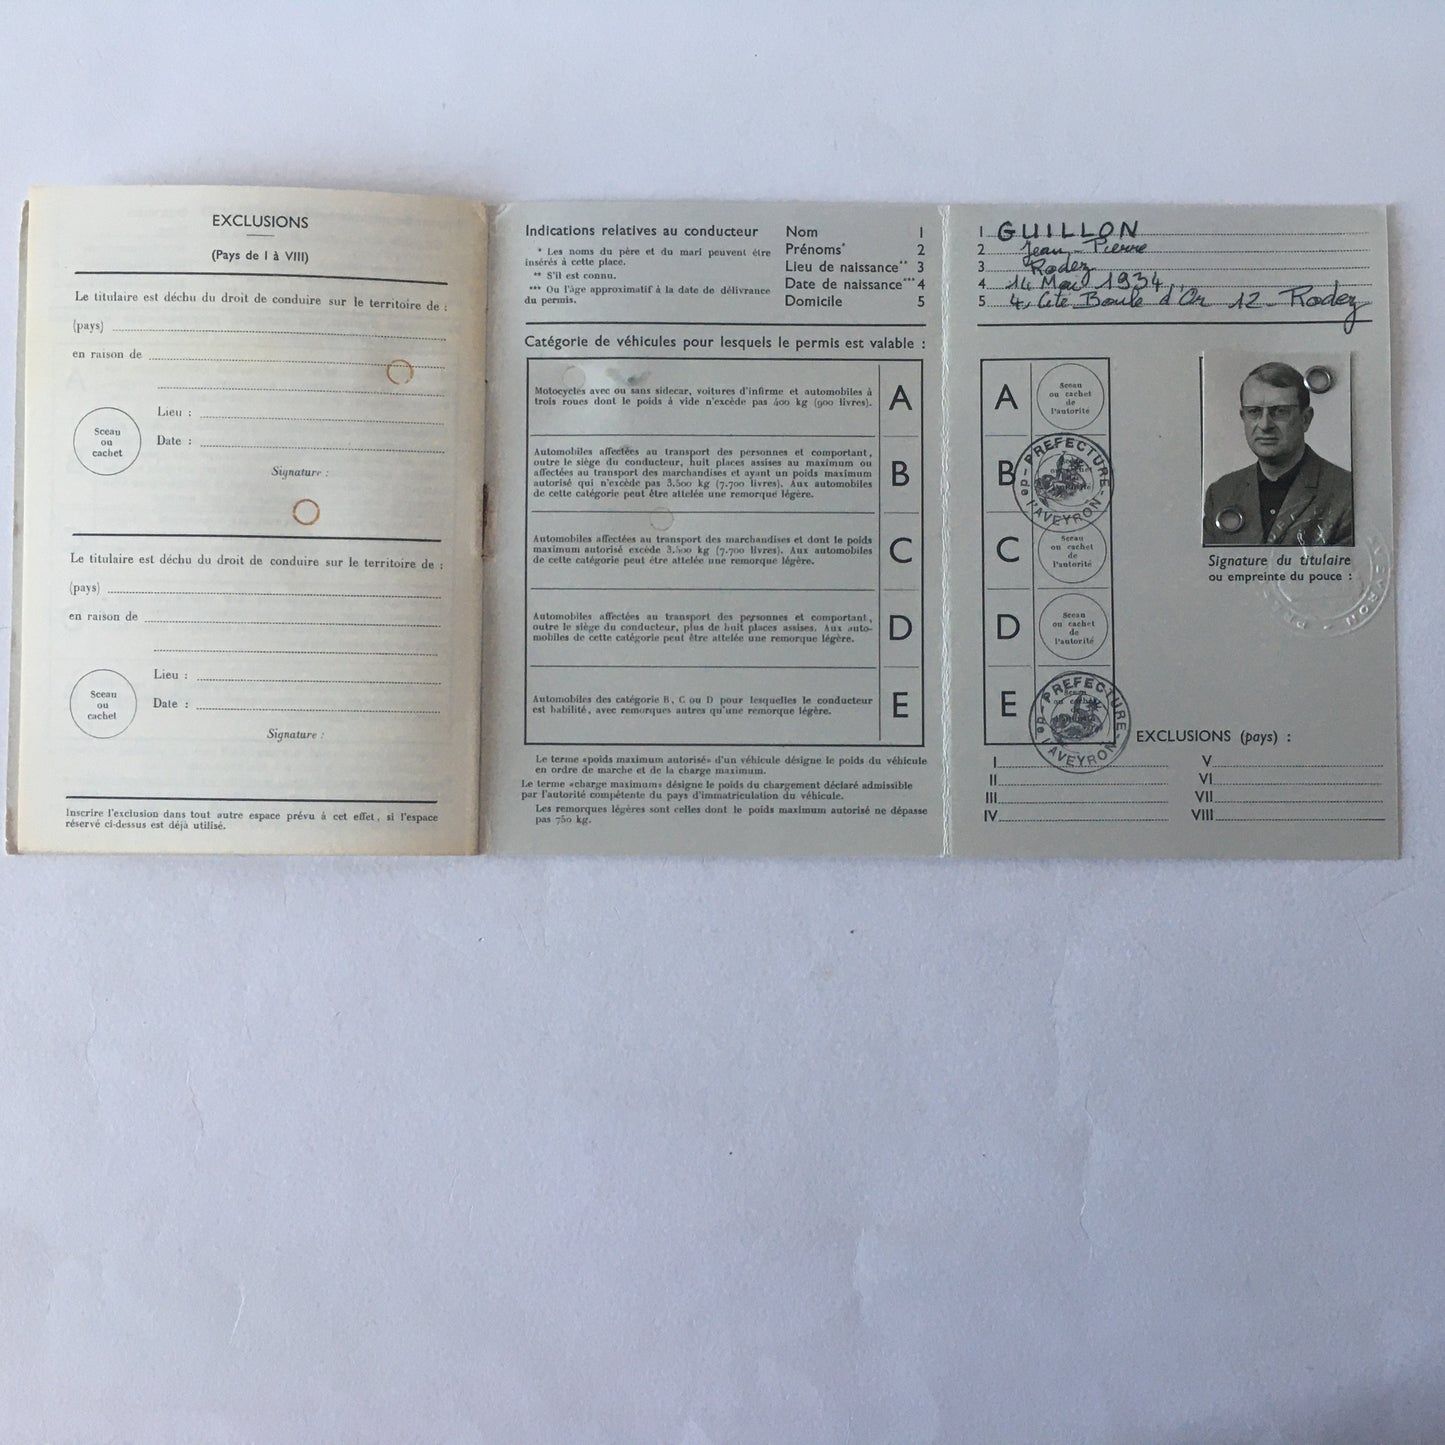 EXCLUSIONS
(Pays de I à VIII)
Le titulaire est déchu du droit de conduire sur le territoire de :
(pays)
en raison de
Lieu :
Date :
Sceau
ou
cachet
Signature :
Le titulaire est déchu du droit de conduire sur le territoire de :
(pays)
en raison de
Lieu :
Date :
Sceau
ou
cachet
Signature :
Inscrire l'exclusion dans tout autre espace prévu à cet effet, si l'espace
réservé ci-dessus est déjà utilisé.
Indications relatives au conducteur
* Les noms du père et du mari peuvent être
insérés à cette place.
** S'il est connu.
*** Ou l'âge approximatif à la date de délivrance
du permis.
Nom 1
Prénoms* 2
Lieu de naissance** 3
Date de naissance*** 4
Domicile 5
Catégorie de véhicules pour lesquels le permis est valable :
Motocycles avec ou sans sidecar, voitures d'infirme et automobiles à
trois roues dont le poids à vide n'excède pas 400 kg (900 livres).
A
Automobiles affectées au transport des personnes et comportant,
outre le siège du conducteur, huit places assises au maximum ou
affectées au transport des marchandises et ayant un poids maximum
autorisé qui n'excède pas 3.500 kg (7.700 livres). Aux automobiles
de cette catégorie peut être attelée une remorque légère.
B
Automobiles affectées au transport des marchandises et dont le poids
maximum autorisé excède 3.500 kg (7.700 livres). Aux automobiles
de cette catégorie peut être attelée une remorque légère.
C
Automobiles affectées au transport des personnes et comportant,
outre le siège du conducteur, plus de huit places assises. Aux auto-
mobiles de cette catégorie peut être attelée une remorque légère.
D
Automobiles des catégorie B, C ou D pour lesquelles le conducteur
est habilité, avec remorques autres qu'une remorque légère.
E
Le terme «poids maximum autorisé» d'un véhicule désigne le poids du véhicule
en ordre de marche et de la charge maximum.
Le terme «charge maximum» désigne le poids du chargement déclaré admissible
par l'autorité compétente du pays d'immatriculation du véhicule.
Les remorques légères sont celles dont le poids maximum autorisé ne dépasse
pas 750 kg.
1 GUILLON
2 Jean-Pierre
3 Rodez
4 14 Mai 1934
5 4, Cité Boule d'Or 12 - Rodez
A
Sceau
ou cachet
de
l'autorité
B
PREFECTURE
de l'AVEYRON
C
Sceau
ou cachet
de
l'autorité
D
Sceau
ou cachet
de
l'autorité
E
PREFECTURE
de l'AVEYRON
Signature du titulaire
ou empreinte du pouce :
EXCLUSIONS (pays) :
I
II
III
IV
V
VI
VII
VIII